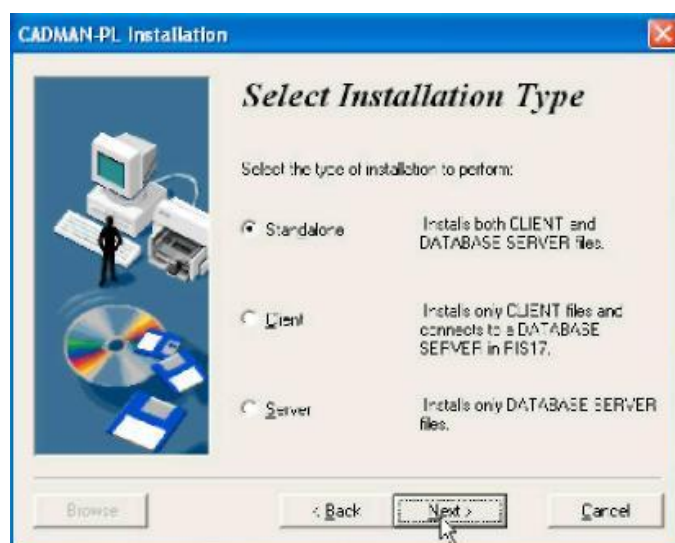 CADMAN-PL Installation
Select Installation Type
Select the type of installation to perform:
Standalone
Installs both CLIENT and
DATABASE SERVER files.
Client
Installs only CLIENT files and
connects to a DATABASE
SERVER in FIS17.
Server
Installs only DATABASE SERVER
files.
Browse
< Back
Next >
Cancel